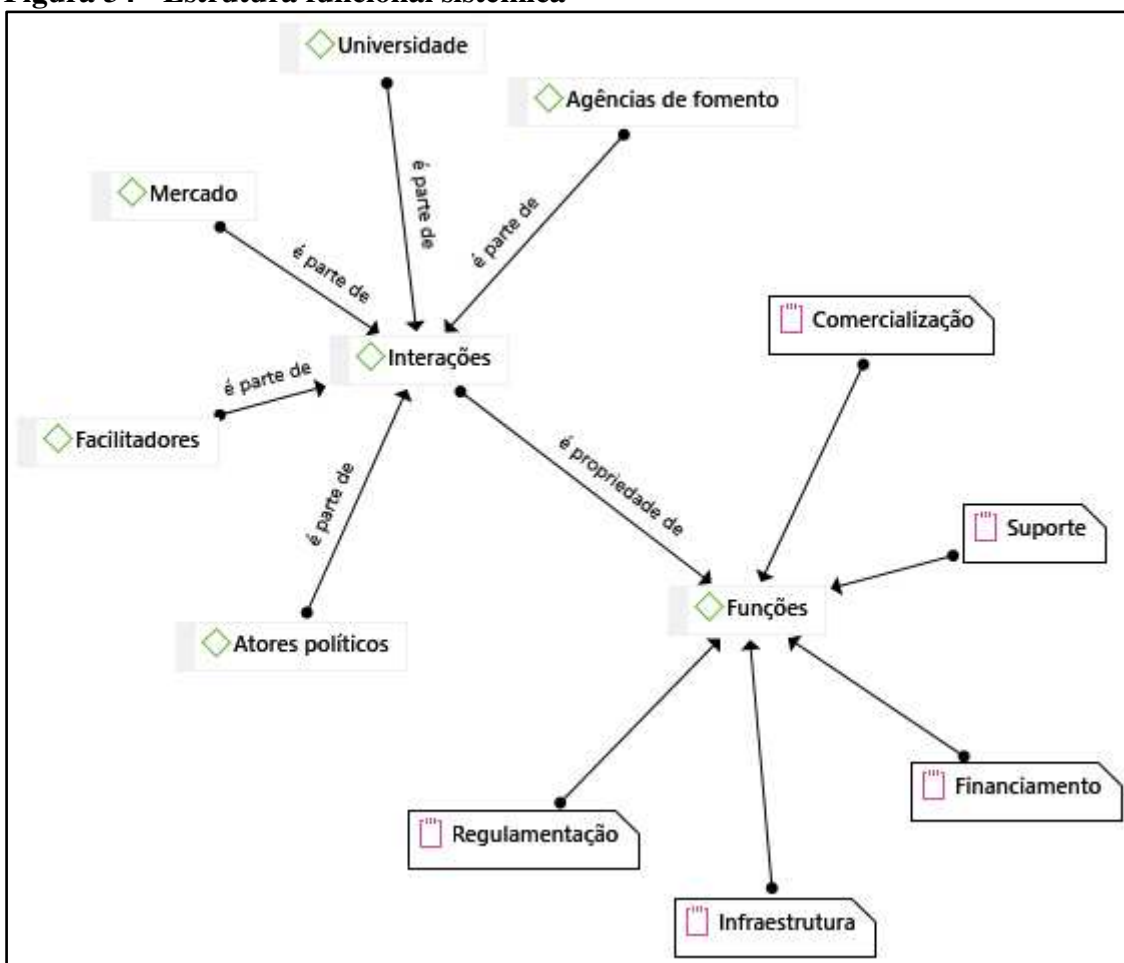 Figura 34 - Estrutura funcional sistêmica
Universidade
Agências de fomento
Mercado
é parte de
é parte de
é parte de
Comercialização
Interações
é parte de
Facilitadores
é propriedade de
é parte de
Suporte
Funções
Atores políticos
Financiamento
Regulamentação
Infraestrutura